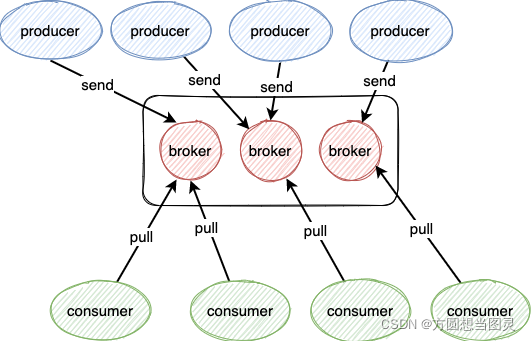 producer
producer
producer
producer
send
send
send
send
broker
broker
broker
pull
pull
pull
pull
consumer
consumer
consumer
consumer
CSDN @方圆想当图灵